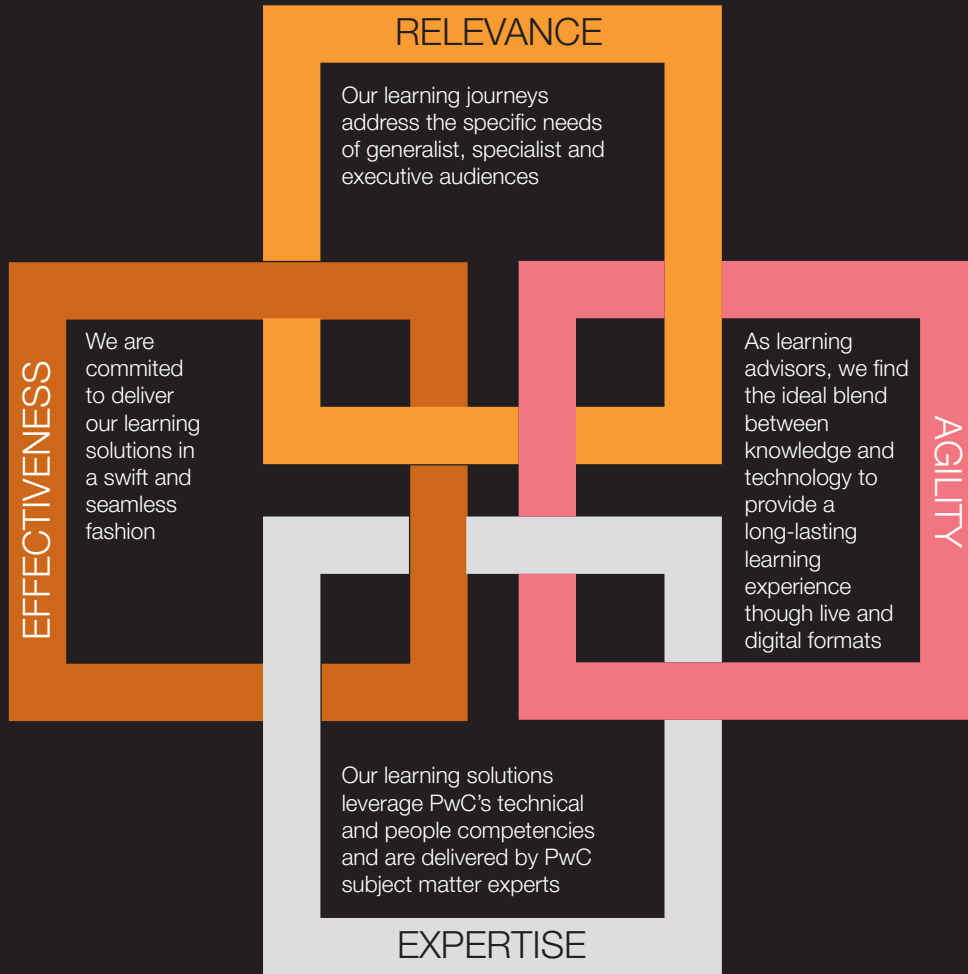 RELEVANCE
Our learning journeys
address the specific needs
of generalist, specialist and
executive audiences
EFFECTIVENESS
We are
commited
to deliver
our learning
solutions in
a swift and
seamless
fashion
As learning
advisors, we find
the ideal blend
between
knowledge and
technology to
provide a
long-lasting
learning
experience
though live and
digital formats
AGILITY
Our learning solutions
leverage PwC’s technical
and people competencies
and are delivered by PwC
subject matter experts
EXPERTISE